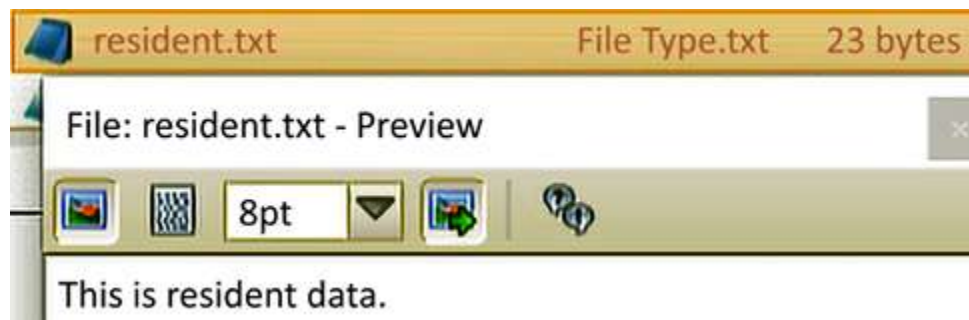 resident.txt File Type.txt 23 bytes
File: resident.txt - Preview
8pt
This is resident data.